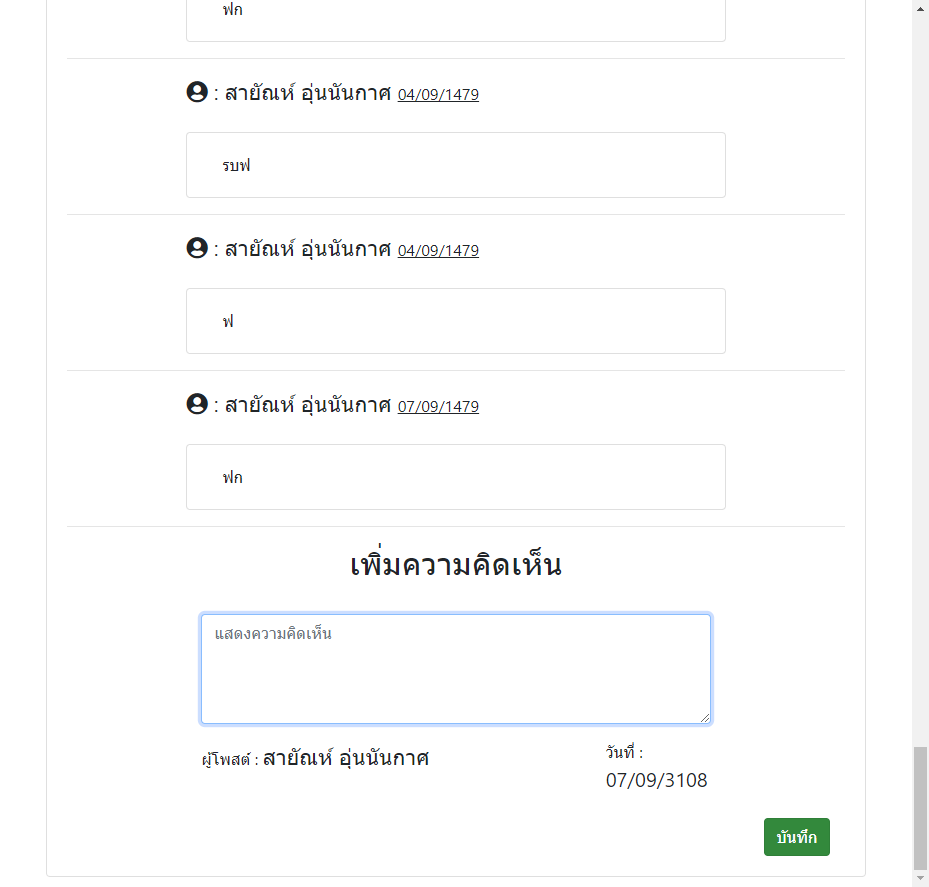 ฟก
: สายัณห์ อุ่นนันกาศ 04/09/1479
รบฟ
: สายัณห์ อุ่นนันกาศ 04/09/1479
ฟ
: สายัณห์ อุ่นนันกาศ 07/09/1479
ฟก
เพิ่มความคิดเห็น
แสดงความคิดเห็น
ผู้โพสต์ : สายัณห์ อุ่นนันกาศ
วันที่ :
07/09/3108
บันทึก